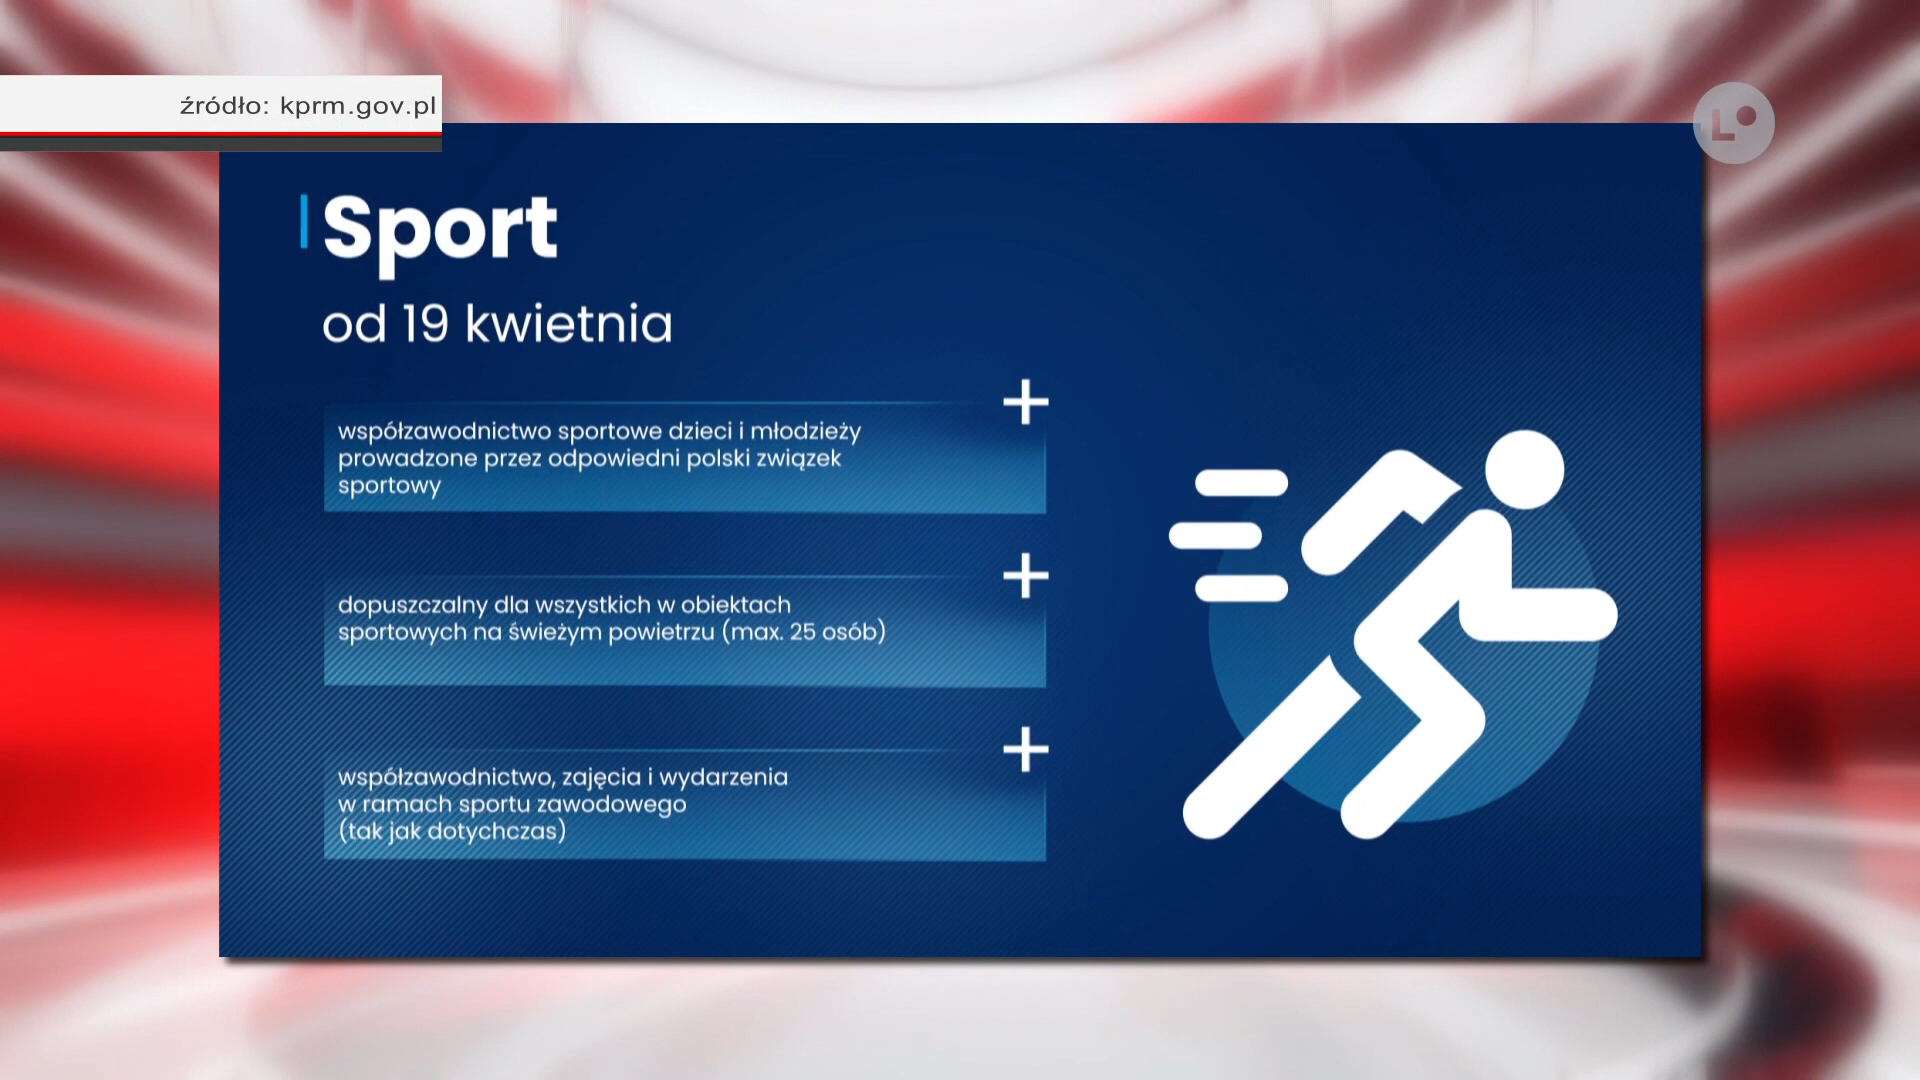 źródło: kprm.gov.pl
L
Sport
od 19 kwietnia
współzawodnictwo sportowe dzieci i młodzieży
prowadzone przez odpowiedni polski związek
sportowy
dopuszczalny dla wszystkich w obiektach
sportowych na świeżym powietrzu (max. 25 osób)
współzawodnictwo, zajęcia i wydarzenia
w ramach sportu zawodowego
(tak jak dotychczas)